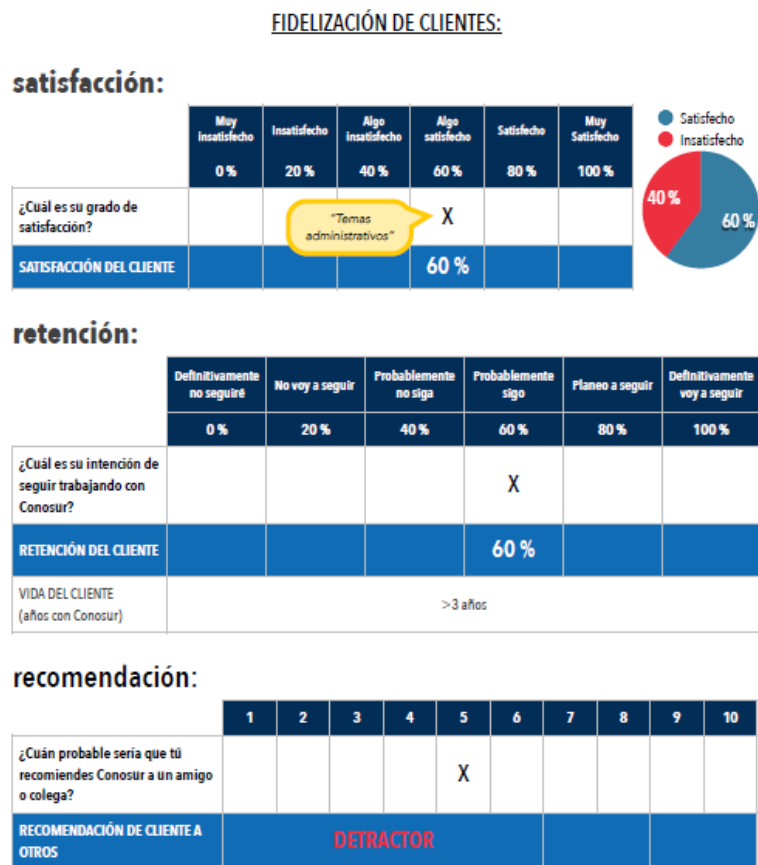 FIDELIZACIÓN DE CLIENTES:
satisfacción:
Muy insatisfecho Insatisfecho Algo insatisfecho Algo satisfecho Satisfecho Muy Satisfecho
0 % 20 % 40 % 60 % 80 % 100 %
Satisfecho
Insatisfecho
40 %
60 %
¿Cuál es su grado de
satisfacción?
"Temas
administrativos"
X
SATISFACCIÓN DEL CLIENTE 60 %
retención:
Definitivamente no seguiré No voy a seguir Probablemente no siga Probablemente sigo Planeo a seguir Definitivamente voy a seguir
0 % 20 % 40 % 60 % 80 % 100 %
¿Cuál es su intención de
seguir trabajando con
Conosur?
X
RETENCIÓN DEL CLIENTE 60 %
VIDA DEL CLIENTE
(años con Conosur)
>3 años
recomendación:
1 2 3 4 5 6 7 8 9 10
¿Cuán probable sería que tú
recomiendes Conosur a un amigo
o colega?
X
RECOMENDACIÓN DE CLIENTE A
OTROS
DETRACTOR